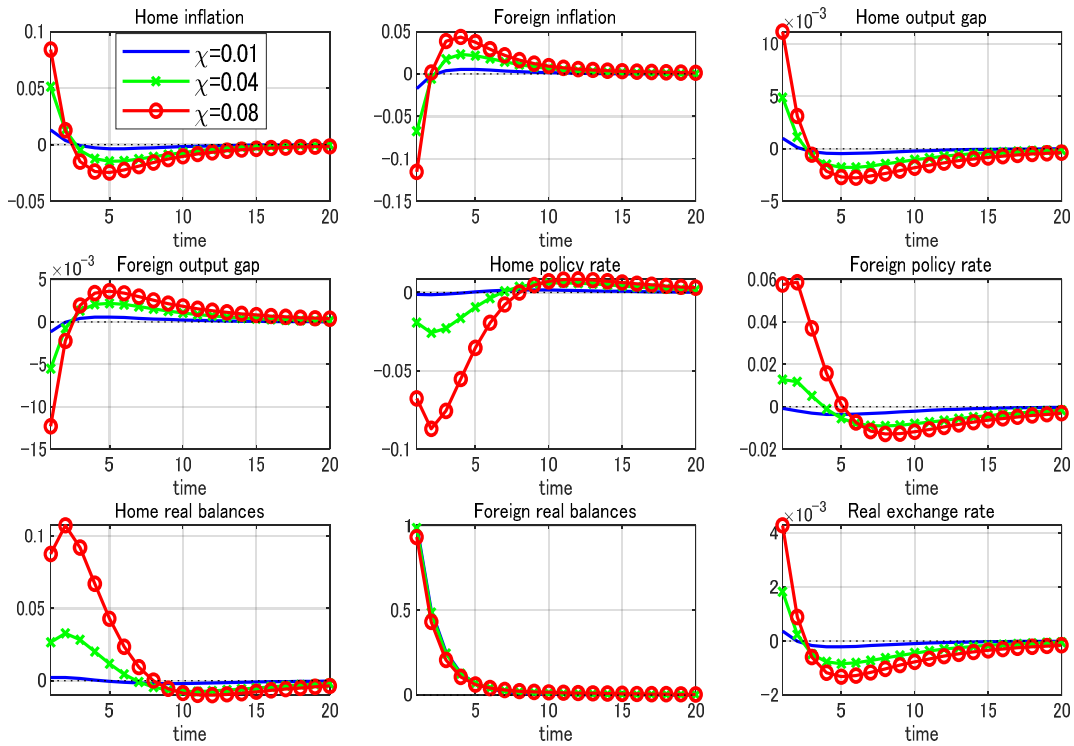 Home inflation
0.1
0.05
0
-0.05
5 10 15 20
time
χ=0.01
χ=0.04
χ=0.08
Foreign inflation
0.05
0
-0.05
-0.1
-0.15
5 10 15 20
time
Home output gap
×10⁻³
10
5
0
-5
5 10 15 20
time
Foreign output gap
×10⁻³
5
0
-5
-10
-15
5 10 15 20
time
Home policy rate
0
-0.05
-0.1
5 10 15 20
time
Foreign policy rate
0.06
0.04
0.02
0
-0.02
5 10 15 20
time
Home real balances
0.1
0.05
0
5 10 15 20
time
Foreign real balances
1
0.5
0
5 10 15 20
time
Real exchange rate
×10⁻³
4
2
0
-2
5 10 15 20
time